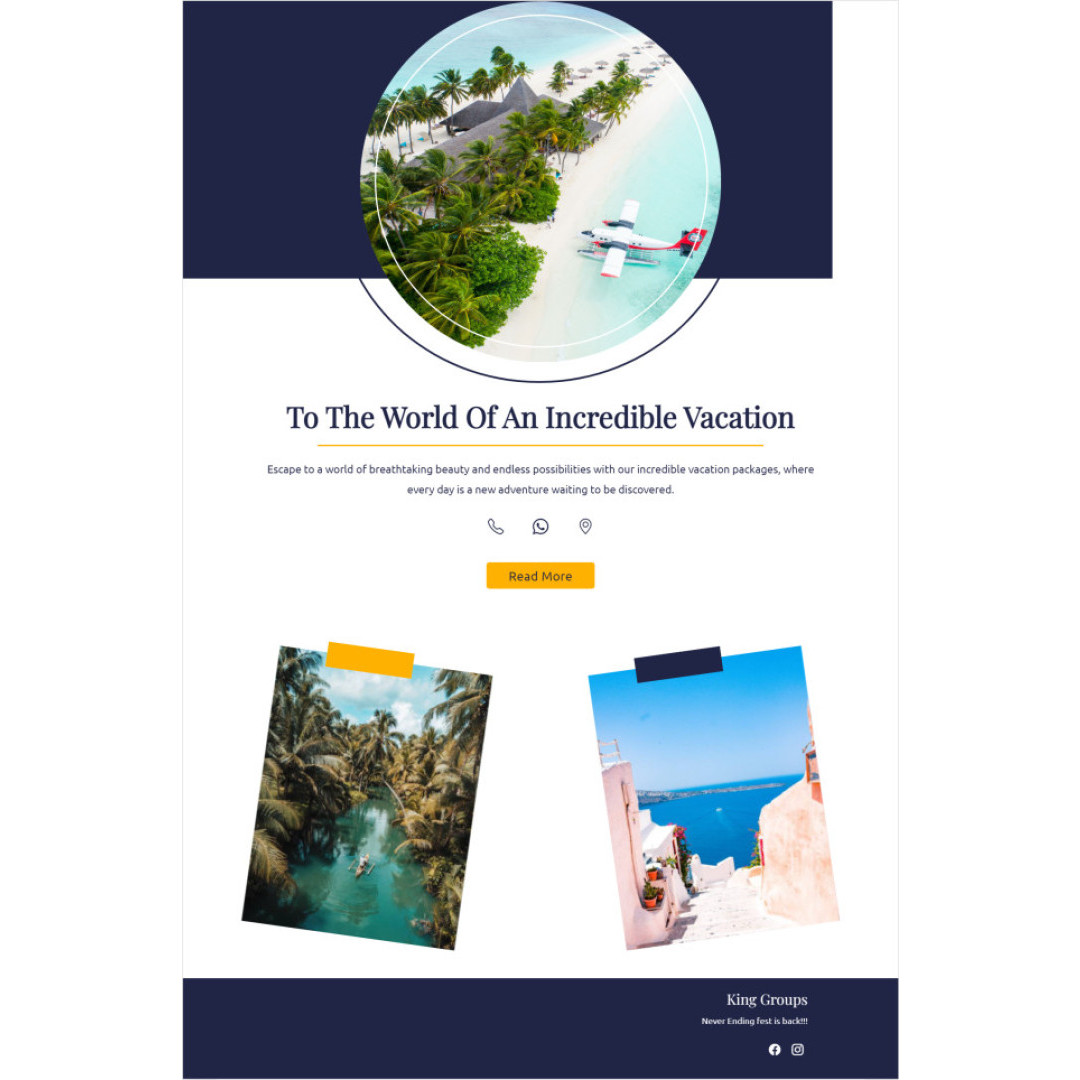 To The World Of An Incredible Vacation
Escape to a world of breathtaking beauty and endless possibilities with our incredible vacation packages, where
every day is a new adventure waiting to be discovered.
Read More
King Groups
Never Ending fest is back!!!